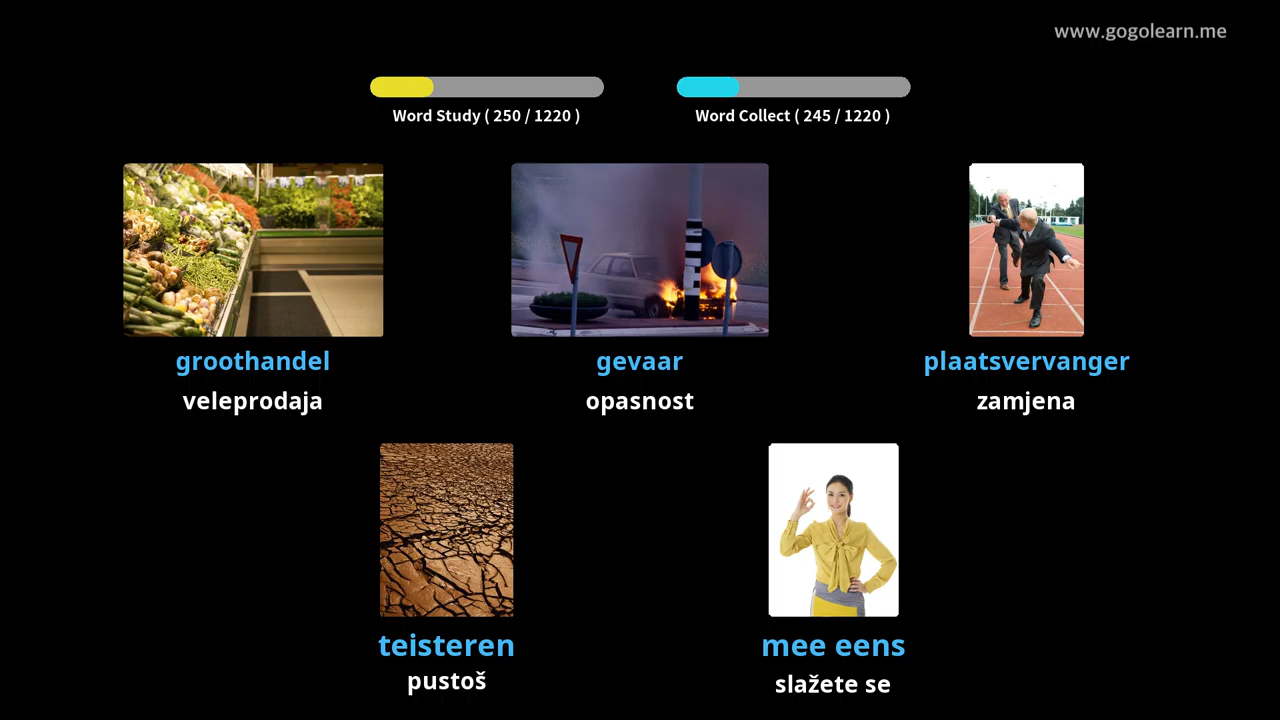 www.gogolearn.me
Word Study ( 250 / 1220 )
Word Collect ( 245 / 1220 )
groothandel
gevaar
plaatsvervanger
veleprodaja
opasnost
zamjena
teisteren
mee eens
pustoš
slažete se